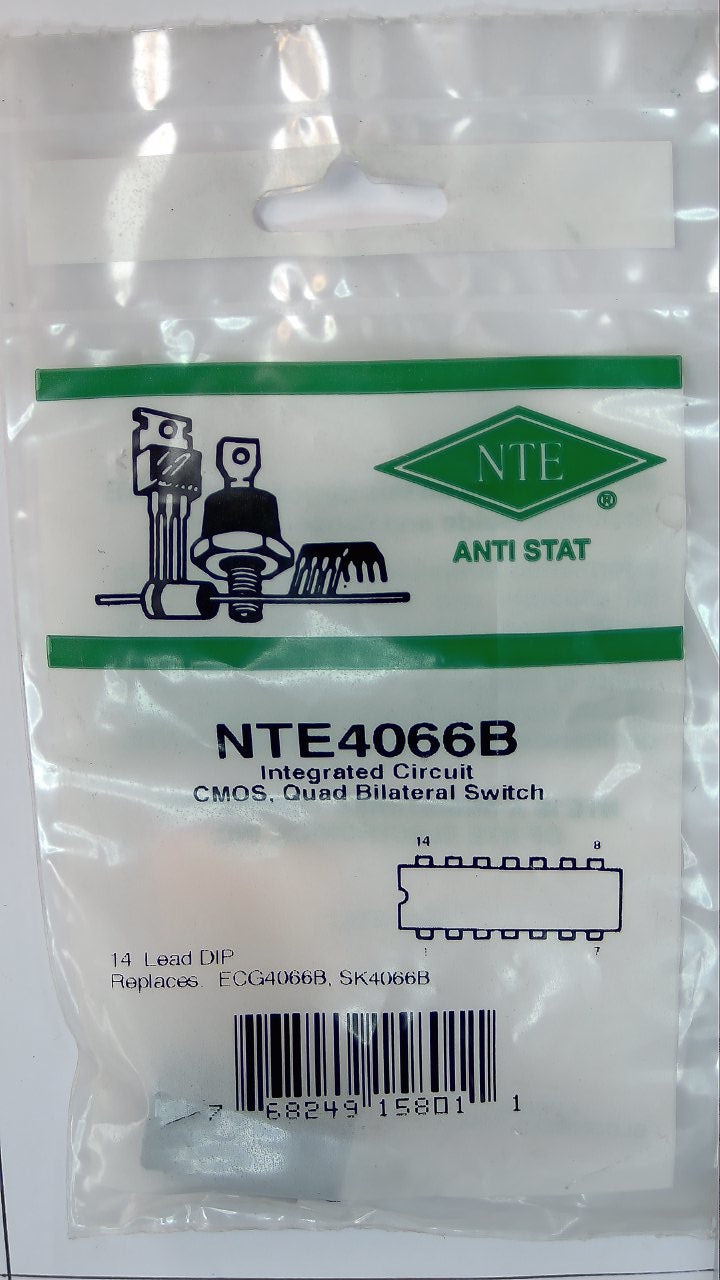 NTE
®
ANTI STAT
NTE4066B
Integrated Circuit
CMOS, Quad Bilateral Switch
14 8
1 7
14 Lead DIP
Replaces. ECG4066B, SK4066B
7 68249 15801 1